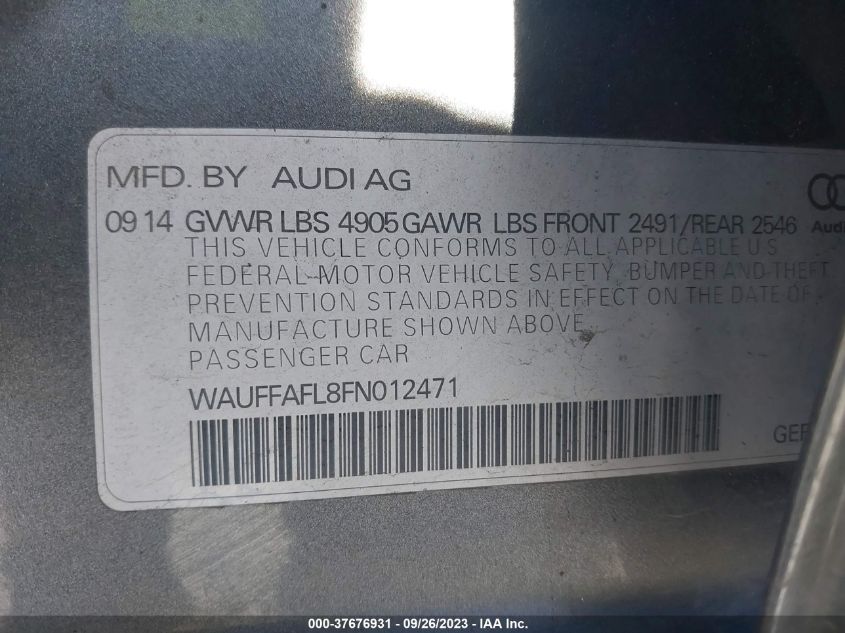 MFD. BY AUDI AG
09 14 GVWR LBS 4905 GAWR LBS FRONT 2491/REAR 2546
THIS VEHICLE CONFORMS TO ALL APPLICABLE U S
FEDERAL MOTOR VEHICLE SAFETY, BUMPER AND THEFT
PREVENTION STANDARDS IN EFFECT ON THE DATE OF
MANUFACTURE SHOWN ABOVE
PASSENGER CAR
WAUFFAFL8FN012471
000-37676931 - 09/26/2023 - IAA Inc.